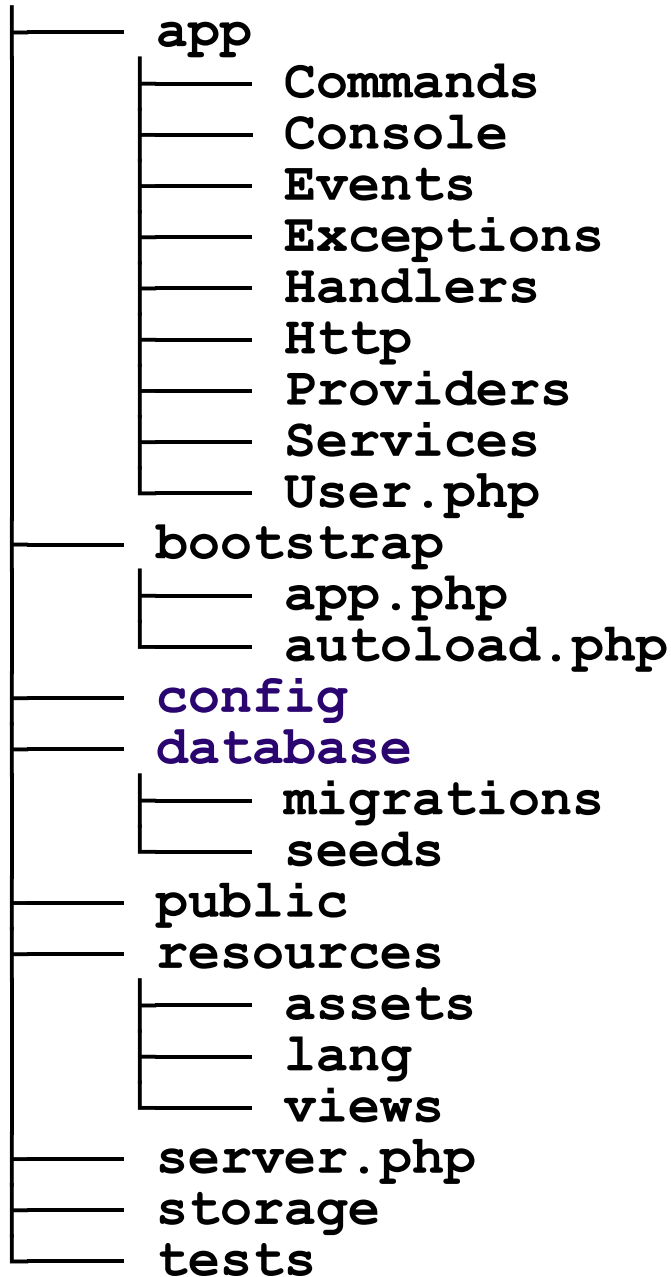 app
Commands
Console
Events
Exceptions
Handlers
Http
Providers
Services
User.php
bootstrap
app.php
autoload.php
config
database
migrations
seeds
public
resources
assets
lang
views
server.php
storage
tests